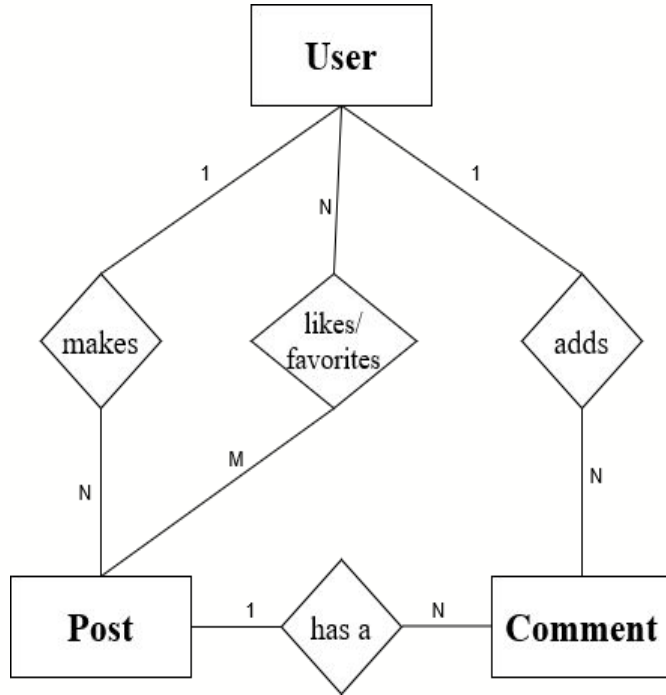 User
1
N
1
makes
likes/
favorites
adds
N
M
N
Post
1
has a
N
Comment